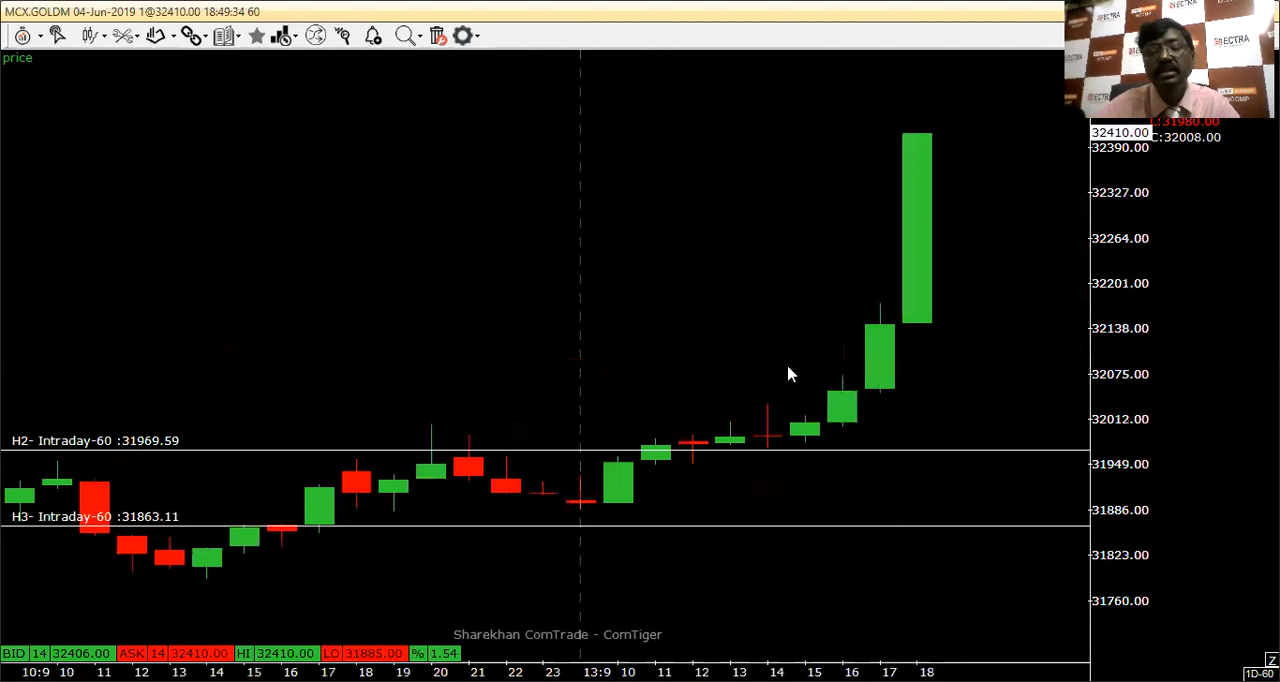 MCX.GOLDM 04-Jun-2019 1@32410.00 18:49:34 60
price
ECTRA
ECTRA
L:31980.00
C:32008.00
32410.00
32390.00
32327.00
32264.00
32201.00
32138.00
32075.00
32012.00
31949.00
31886.00
31823.00
31760.00
H2- Intraday-60 :31969.59
H3- Intraday-60 :31863.11
Sharekhan ComTrade - ComTiger
BID 14 32406.00 ASK 14 32410.00 HI 32410.00 LO 31885.00 % 1.54
10:9 10 11 12 13 14 15 16 17 18 19 20 21 22 23 13:9 10 11 12 13 14 15 16 17 18
Z
1D-60